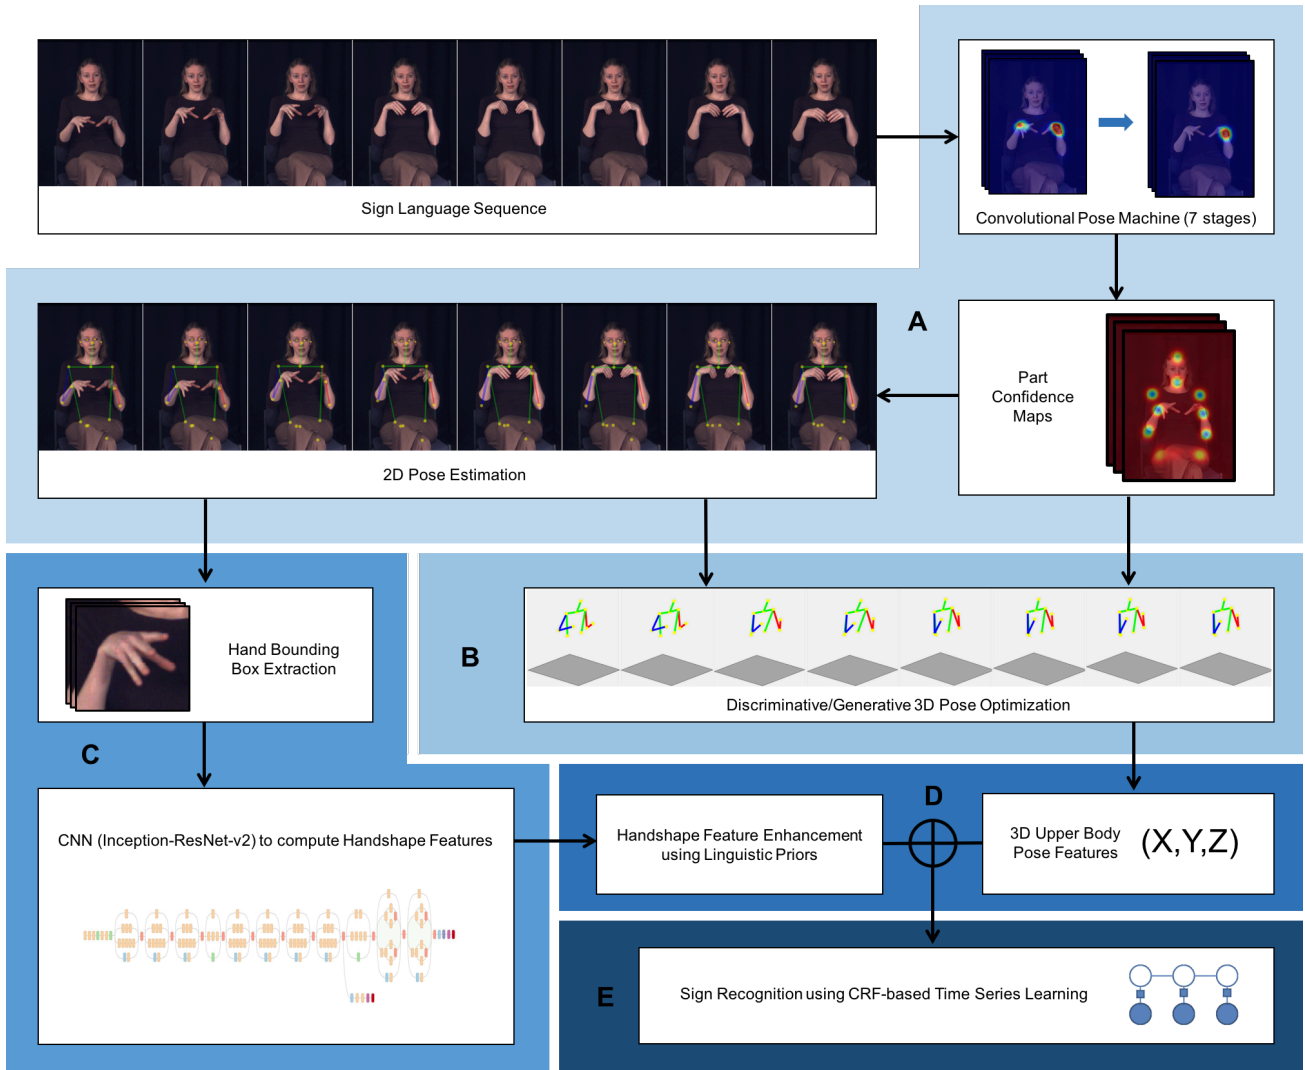 Sign Language Sequence
Convolutional Pose Machine (7 stages)
A
Part
Confidence
Maps
2D Pose Estimation
Hand Bounding
Box Extraction
B
Discriminative/Generative 3D Pose Optimization
C
CNN (Inception-ResNet-v2) to compute Handshape Features
D
Handshape Feature Enhancement
using Linguistic Priors
3D Upper Body
Pose Features
(X,Y,Z)
E
Sign Recognition using CRF-based Time Series Learning